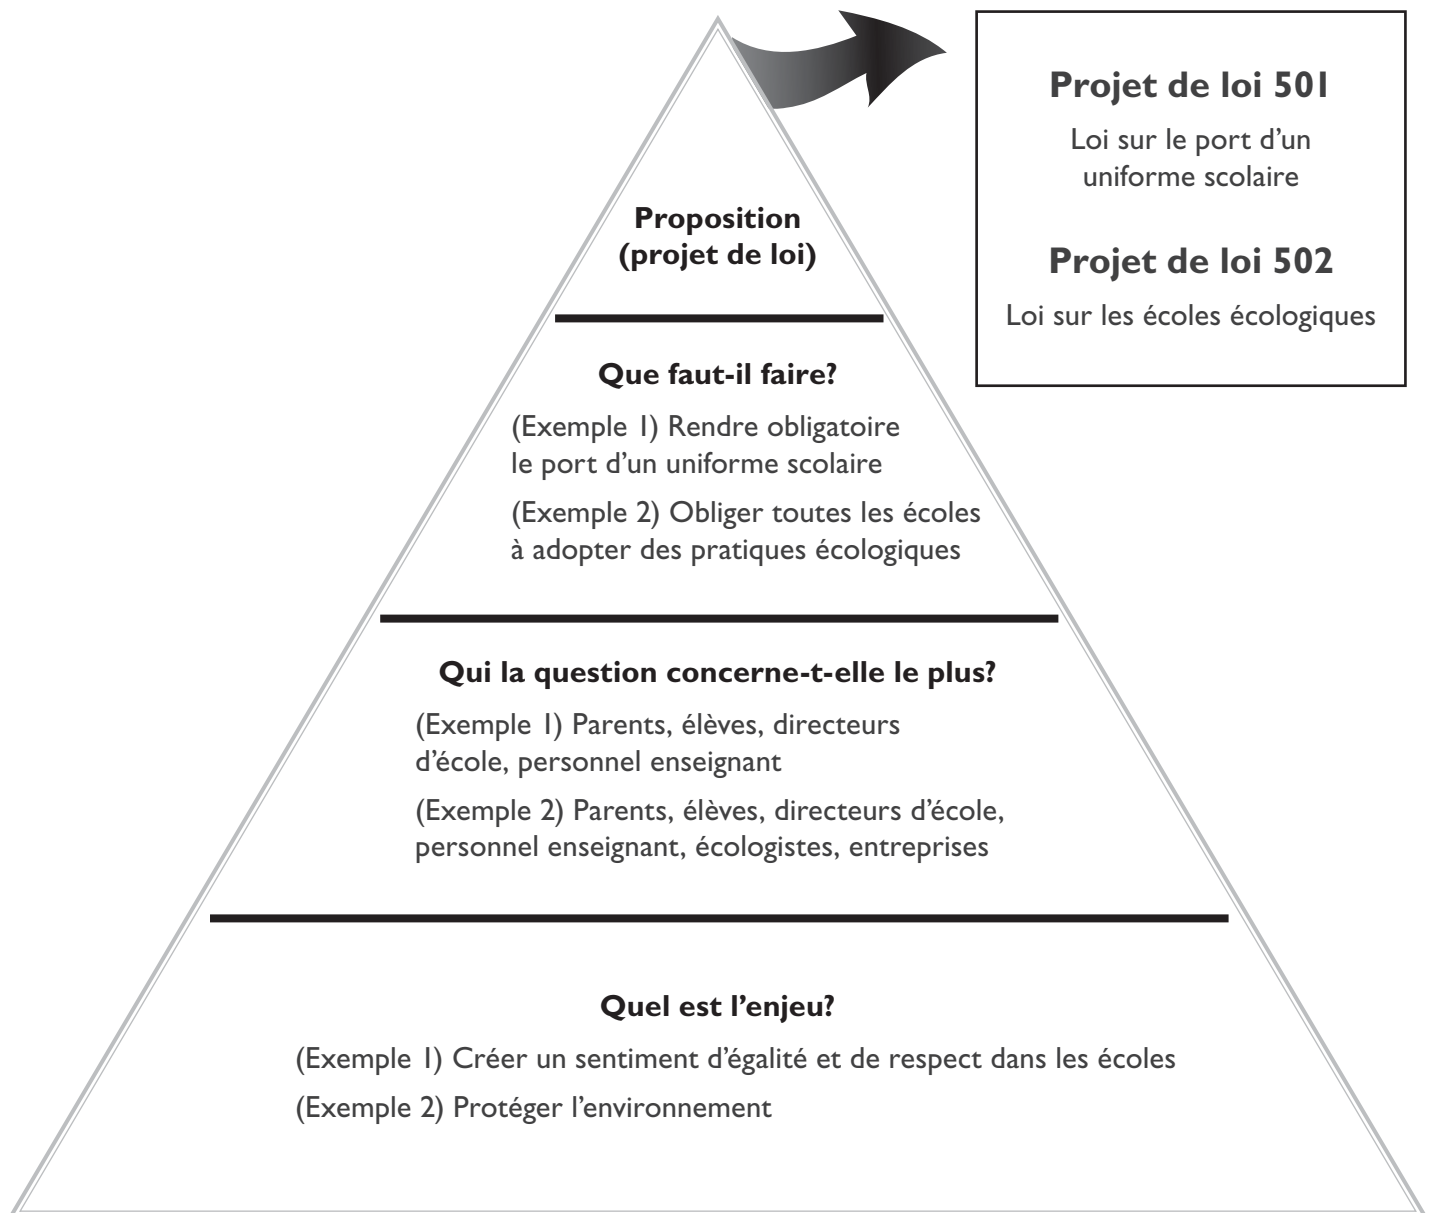 Projet de loi 501
Loi sur le port d’un
uniforme scolaire
Projet de loi 502
Loi sur les écoles écologiques
Proposition
(projet de loi)
Que faut-il faire?
(Exemple 1) Rendre obligatoire
le port d’un uniforme scolaire
(Exemple 2) Obliger toutes les écoles
à adopter des pratiques écologiques
Qui la question concerne-t-elle le plus?
(Exemple 1) Parents, élèves, directeurs
d’école, personnel enseignant
(Exemple 2) Parents, élèves, directeurs d’école,
personnel enseignant, écologistes, entreprises
Quel est l’enjeu?
(Exemple 1) Créer un sentiment d’égalité et de respect dans les écoles
(Exemple 2) Protéger l’environnement